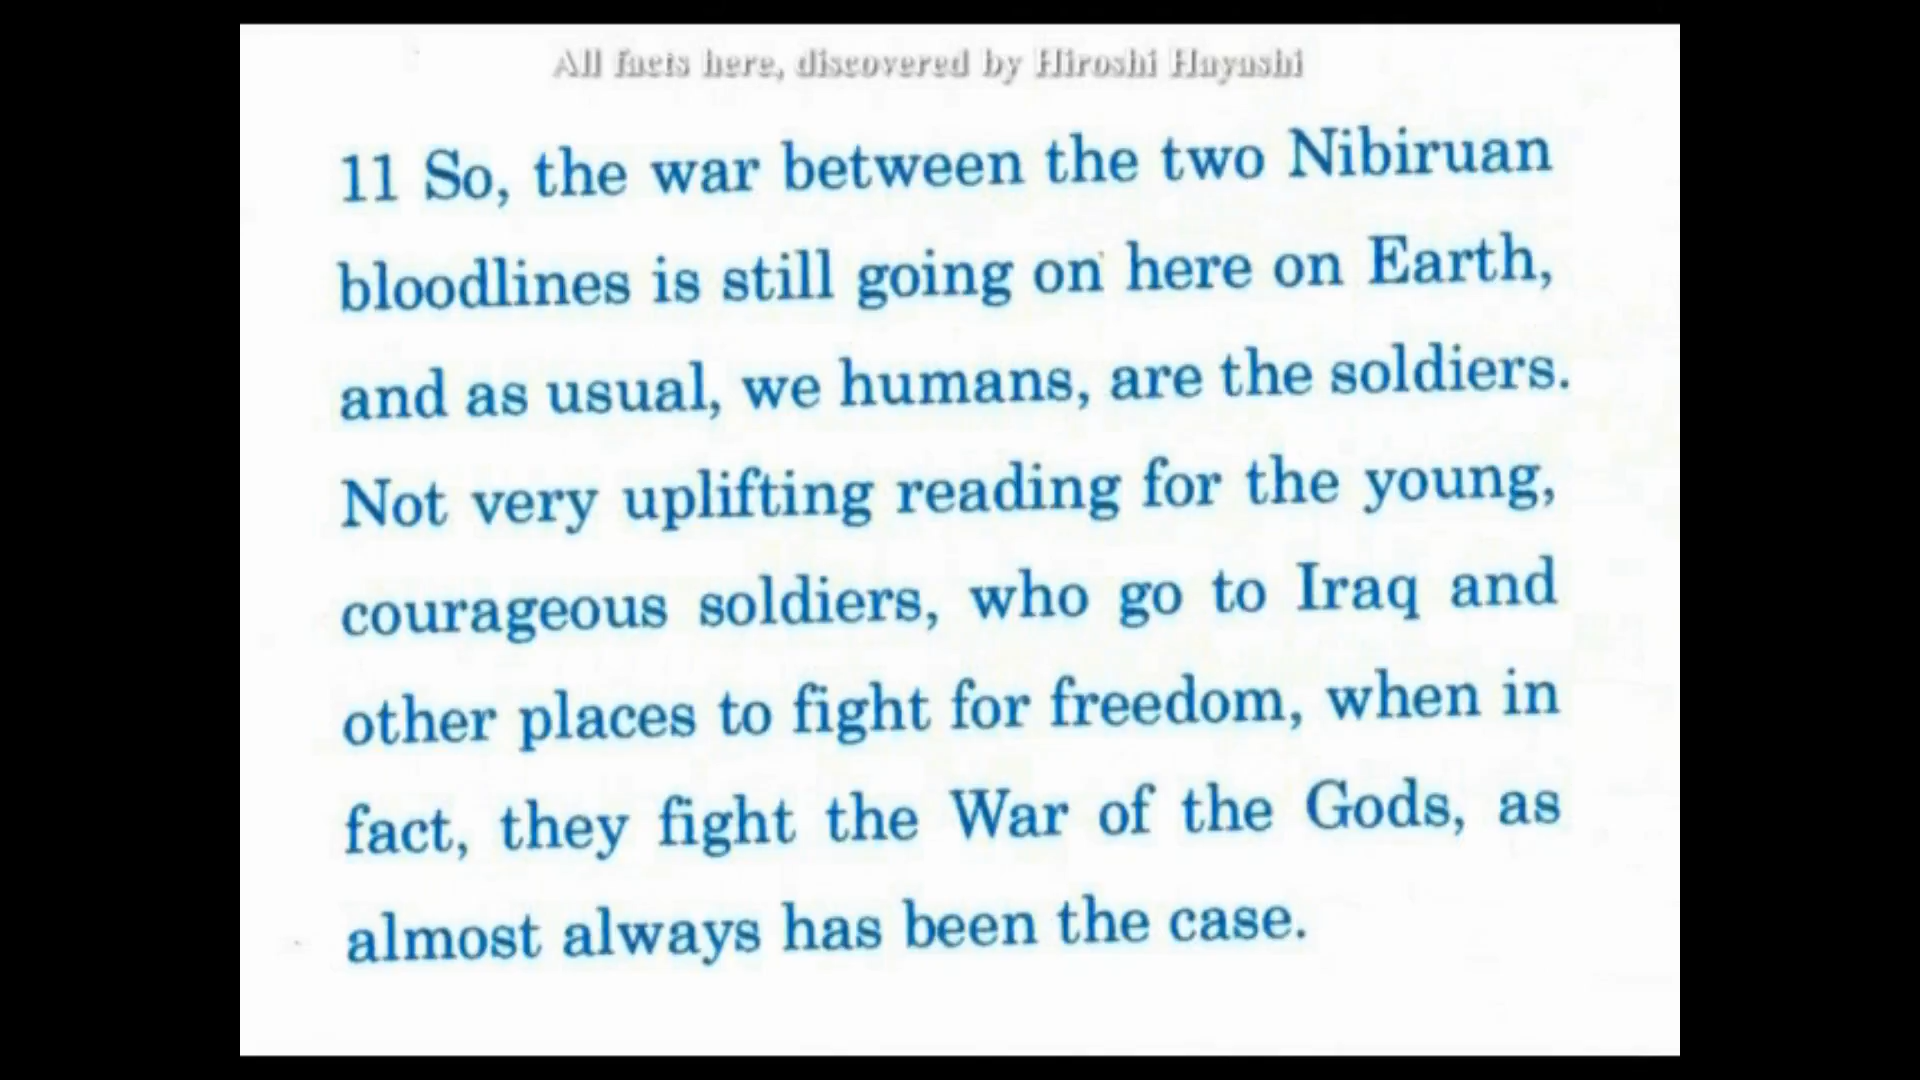 All facts here, discovered by Hiroshi Hayashi
11 So, the war between the two Nibiruan
bloodlines is still going on here on Earth,
and as usual, we humans, are the soldiers.
Not very uplifting reading for the young,
courageous soldiers, who go to Iraq and
other places to fight for freedom, when in
fact, they fight the War of the Gods, as
almost always has been the case.